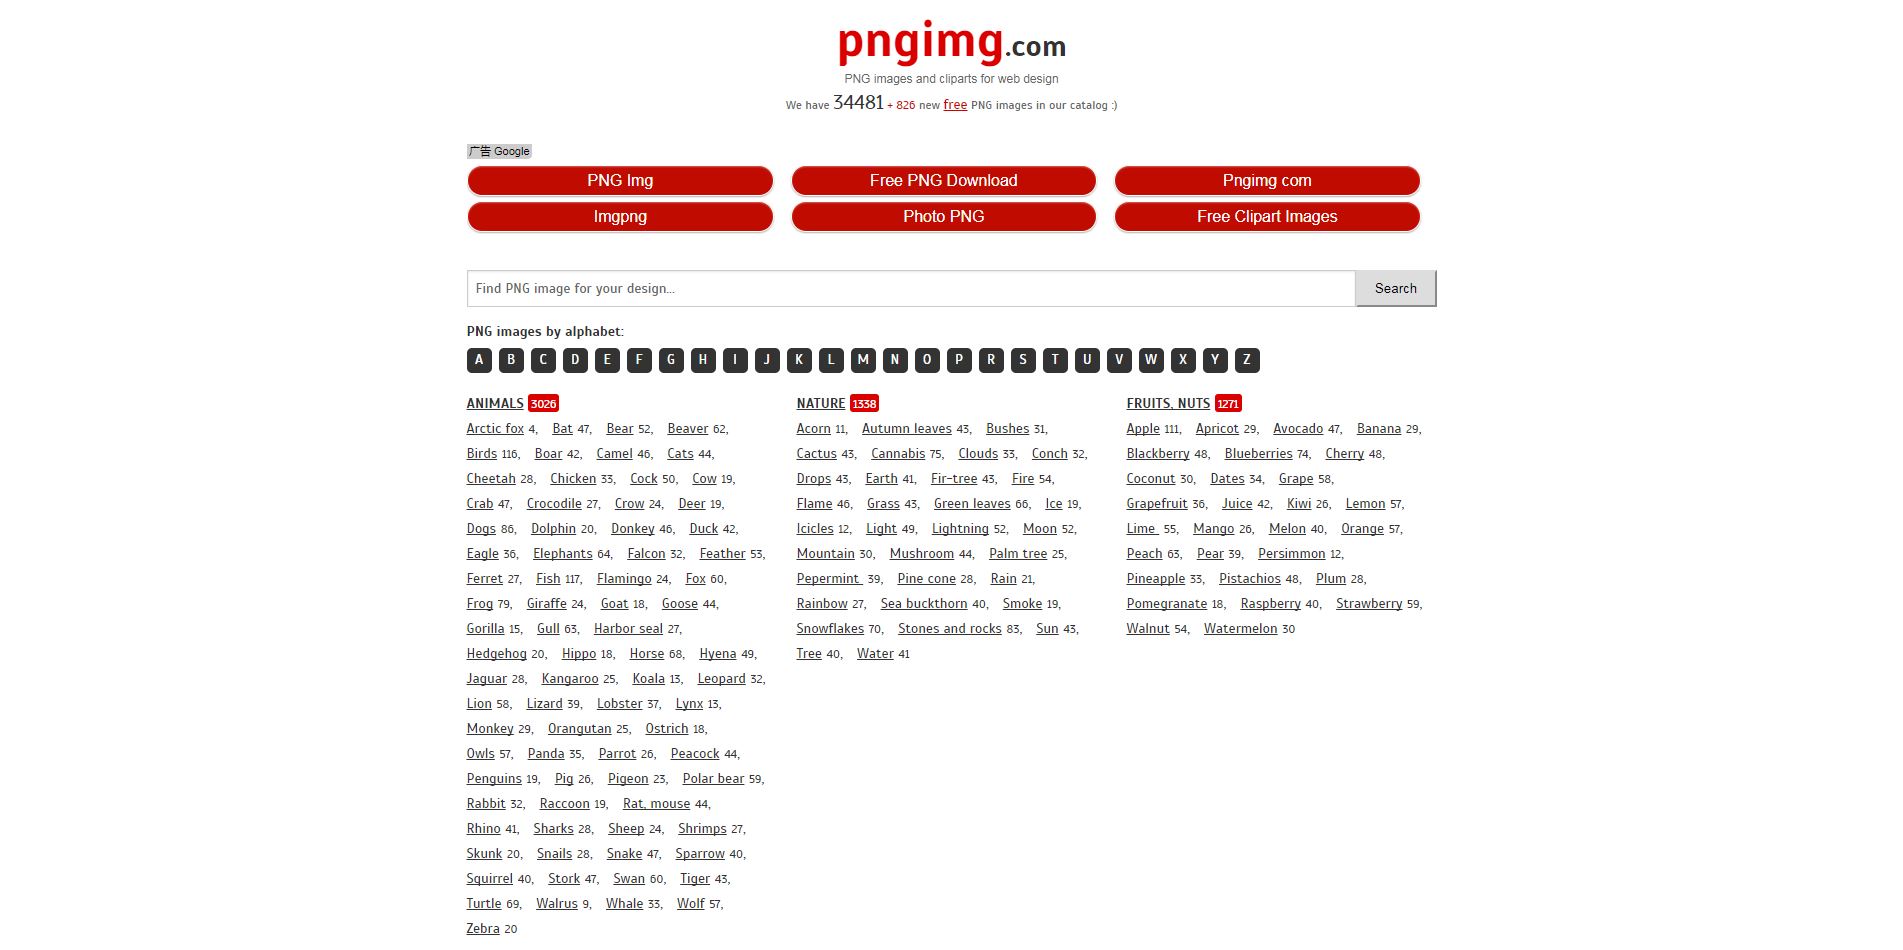 pngimg.com
PNG images and cliparts for web design
We have 34481 + 826 new free PNG images in our catalog :)
广告 Google
PNG Img
Free PNG Download
Pngimg com
Imgpng
Photo PNG
Free Clipart Images
Find PNG image for your design...
Search
PNG images by alphabet:
A B C D E F G H I J K L M N O P R S T U V W X Y Z
ANIMALS 3026
Arctic fox 4, Bat 47, Bear 52, Beaver 62,
Birds 116, Boar 42, Camel 46, Cats 44,
Cheetah 28, Chicken 33, Cock 50, Cow 19,
Crab 47, Crocodile 27, Crow 24, Deer 19,
Dogs 86, Dolphin 20, Donkey 46, Duck 42,
Eagle 36, Elephants 64, Falcon 32, Feather 53,
Ferret 27, Fish 117, Flamingo 24, Fox 60,
Frog 79, Giraffe 24, Goat 18, Goose 44,
Gorilla 15, Gull 63, Harbor seal 27,
Hedgehog 20, Hippo 18, Horse 68, Hyena 49,
Jaguar 28, Kangaroo 25, Koala 13, Leopard 32,
Lion 58, Lizard 39, Lobster 37, Lynx 13,
Monkey 29, Orangutan 25, Ostrich 18,
Owls 57, Panda 35, Parrot 26, Peacock 44,
Penguins 19, Pig 26, Pigeon 23, Polar bear 59,
Rabbit 32, Raccoon 19, Rat, mouse 44,
Rhino 41, Sharks 28, Sheep 24, Shrimps 27,
Skunk 20, Snails 28, Snake 47, Sparrow 40,
Squirrel 40, Stork 47, Swan 60, Tiger 43,
Turtle 69, Walrus 9, Whale 33, Wolf 57,
Zebra 20
NATURE 1338
Acorn 11, Autumn leaves 43, Bushes 31,
Cactus 43, Cannabis 75, Clouds 33, Conch 32,
Drops 43, Earth 41, Fir-tree 43, Fire 54,
Flame 46, Grass 43, Green leaves 66, Ice 19,
Icicles 12, Light 49, Lightning 52, Moon 52,
Mountain 30, Mushroom 44, Palm tree 25,
Pepermint 39, Pine cone 28, Rain 21,
Rainbow 27, Sea buckthorn 40, Smoke 19,
Snowflakes 70, Stones and rocks 83, Sun 43,
Tree 40, Water 41
FRUITS, NUTS 1271
Apple 111, Apricot 29, Avocado 47, Banana 29,
Blackberry 48, Blueberries 74, Cherry 48,
Coconut 30, Dates 34, Grape 58,
Grapefruit 36, Juice 42, Kiwi 26, Lemon 57,
Lime 55, Mango 26, Melon 40, Orange 57,
Peach 63, Pear 39, Persimmon 12,
Pineapple 33, Pistachios 48, Plum 28,
Pomegranate 18, Raspberry 40, Strawberry 59,
Walnut 54, Watermelon 30